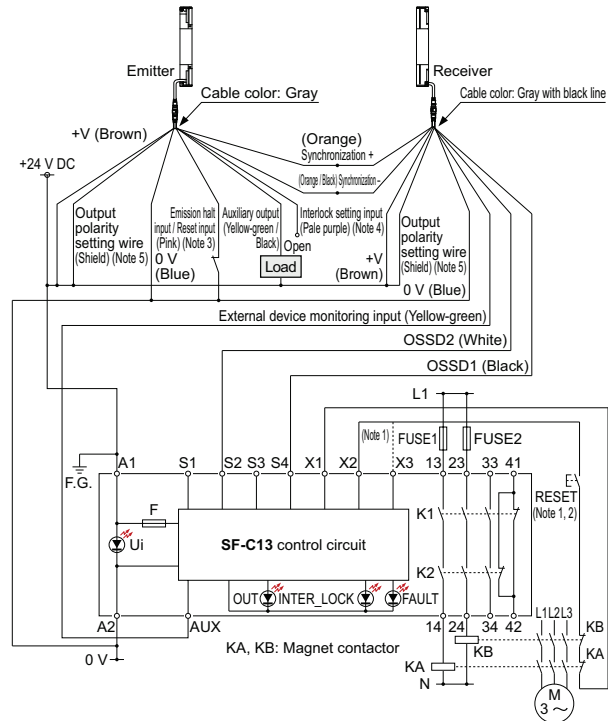 Emitter
Receiver
Cable color: Gray
Cable color: Gray with black line
+V (Brown)
(Orange)
Synchronization +
+24 V DC
(Orange / Black) Synchronization –
Output
polarity
setting wire
(Shield) (Note 5)
Emission halt
input / Reset input
(Pink) (Note 3)
0 V
(Blue)
Auxiliary output
(Yellow-green /
Black)
Interlock setting input
(Pale purple) (Note 4)
Open
Load
+V
(Brown)
Output
polarity
setting wire
(Shield) (Note 5)
0 V (Blue)
External device monitoring input (Yellow-green)
OSSD2 (White)
OSSD1 (Black)
L1
(Note 1)
FUSE1
FUSE2
F.G.
A1
S1
S2
S3
S4
X1
X2
X3
13
23
33
41
RESET
(Note 1, 2)
F
K1
Ui
SF-C13 control circuit
K2
OUT
INTER_LOCK
FAULT
A2
AUX
14
24
34
42
L1
L2
L3
KB
0 V
KA, KB: Magnet contactor
KB
KA
KA
N
M
3 ~